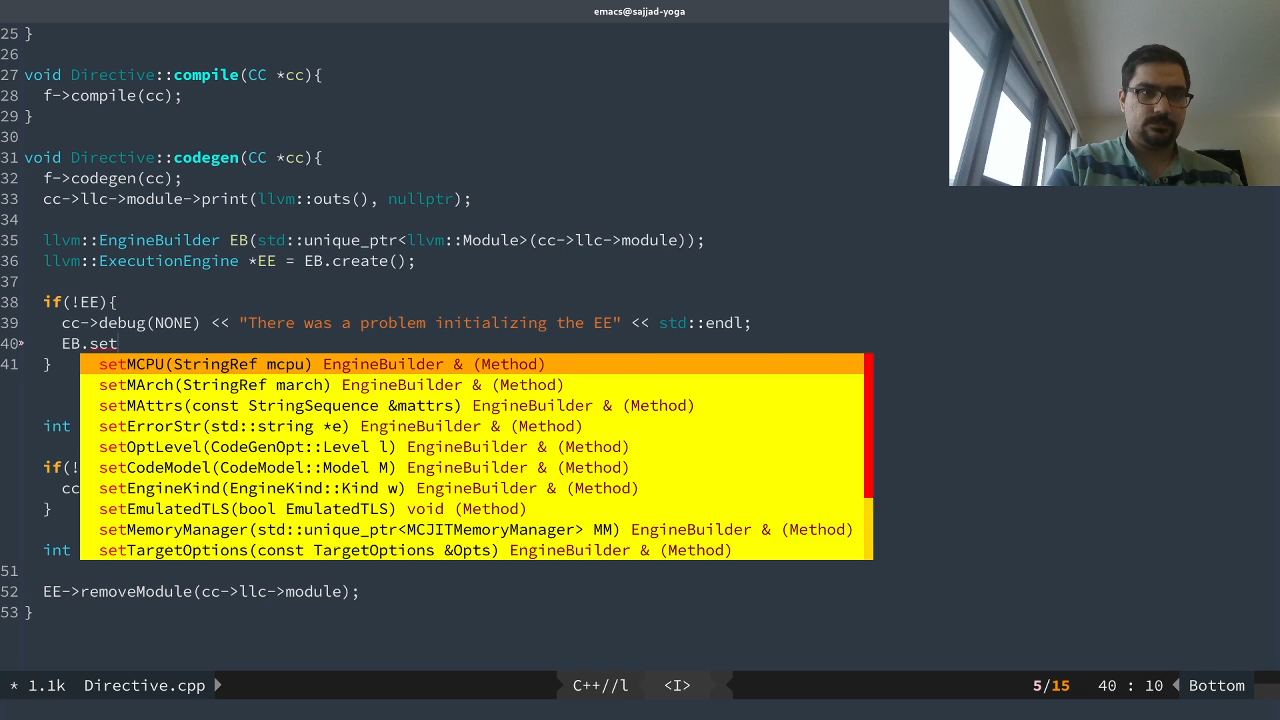 emacs@sajjad-yoga
25 }
26
27 void Directive::compile(CC *cc){
28   f->compile(cc);
29 }
30
31 void Directive::codegen(CC *cc){
32   f->codegen(cc);
33   cc->llc->module->print(llvm::outs(), nullptr);
34
35   llvm::EngineBuilder EB(std::unique_ptr<llvm::Module>(cc->llc->module));
36   llvm::ExecutionEngine *EE = EB.create();
37
38   if(!EE){
39     cc->debug(NONE) << "There was a problem initializing the EE" << std::endl;
40     EB.set
setMCPU(StringRef mcpu) EngineBuilder & (Method)
41   }
setMArch(StringRef march) EngineBuilder & (Method)
setMAttrs(const StringSequence &mattrs) EngineBuilder & (Method)
int
setErrorStr(std::string *e) EngineBuilder & (Method)
setOptLevel(CodeGenOpt::Level l) EngineBuilder & (Method)
if(!
setCodeModel(CodeModel::Model M) EngineBuilder & (Method)
cc
setEngineKind(EngineKind::Kind w) EngineBuilder & (Method)
}
setEmulatedTLS(bool EmulatedTLS) void (Method)
setMemoryManager(std::unique_ptr<MCJITMemoryManager> MM) EngineBuilder & (Method)
int
setTargetOptions(const TargetOptions &Opts) EngineBuilder & (Method)
51
52   EE->removeModule(cc->llc->module);
53 }
* 1.1k Directive.cpp C++//l <I> 5/15 40 : 10 Bottom